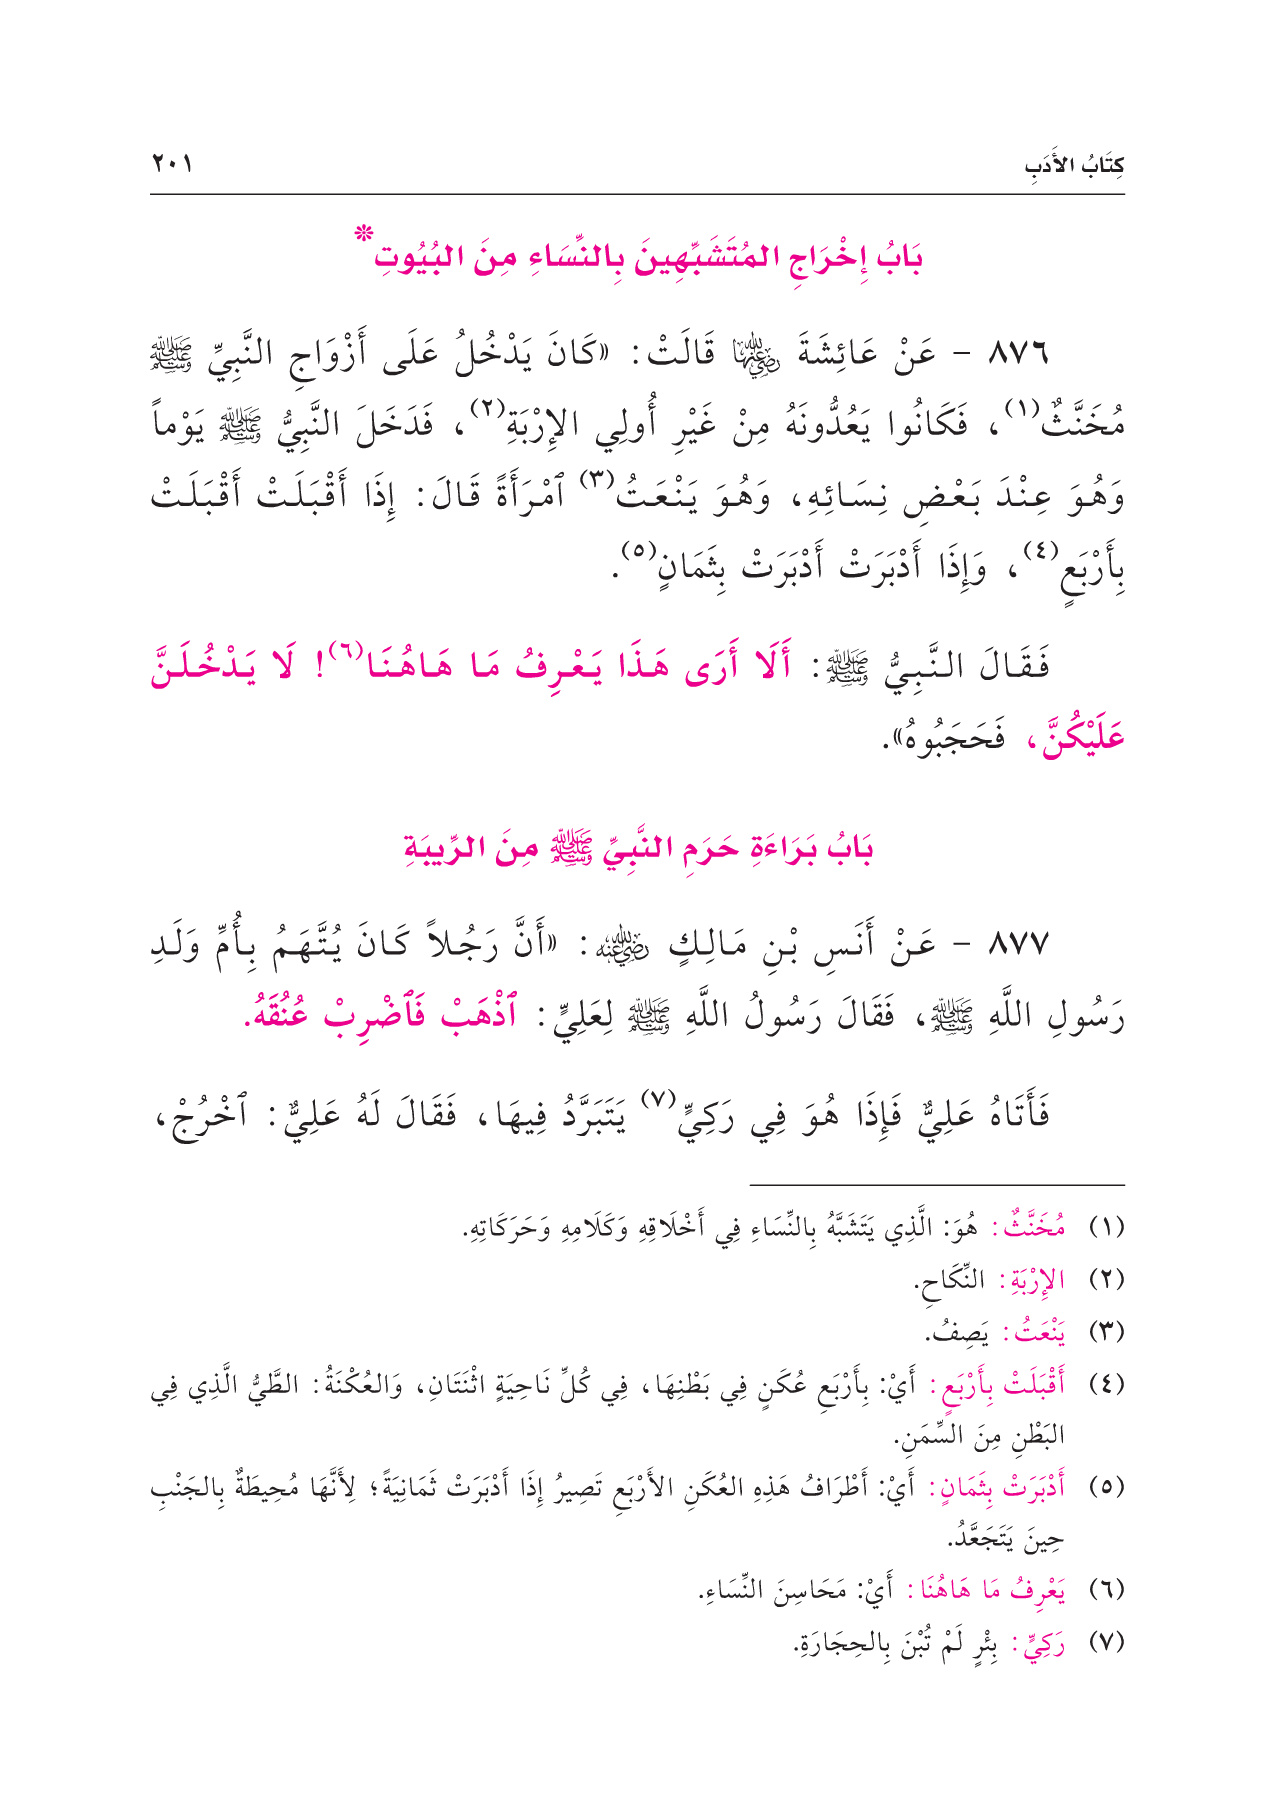 كِتَابُ الأَدَبِ
٢٠١
بَابُ إِخْرَاجِ المُتَشَبِّهِينَ بِالنِّسَاءِ مِنَ البُيُوتِ*
٨٧٦ - عَنْ عَائِشَةَ رضي الله عنها قَالَتْ: «كَانَ يَدْخُلُ عَلَى أَزْوَاجِ النَّبِيِّ ﷺ
مُخَنَّثٌ(١)، فَكَانُوا يَعُدُّونَهُ مِنْ غَيْرِ أُولِي الإِرْبَةِ(٢)، فَدَخَلَ النَّبِيُّ ﷺ يَوْماً
وَهُوَ عِنْدَ بَعْضِ نِسَائِهِ، وَهُوَ يَنْعَتُ(٣) ٱمْرَأَةً قَالَ: إِذَا أَقْبَلَتْ أَقْبَلَتْ
بِأَرْبَعٍ(٤)، وَإِذَا أَدْبَرَتْ أَدْبَرَتْ بِثَمَانٍ(٥).
فَقَالَ النَّبِيُّ ﷺ: أَلَا أَرَى هَذَا يَعْرِفُ مَا هَاهُنَا(٦)! لَا يَدْخُلَنَّ
عَلَيْكُنَّ، فَحَجَبُوهُ».
بَابُ بَرَاءَةِ حَرَمِ النَّبِيِّ ﷺ مِنَ الرِّيبَةِ
٨٧٧ - عَنْ أَنَسِ بْنِ مَالِكٍ رضي الله عنه: «أَنَّ رَجُلاً كَانَ يُتَّهَمُ بِأُمِّ وَلَدِ
رَسُولِ اللَّهِ ﷺ، فَقَالَ رَسُولُ اللَّهِ ﷺ لِعَلِيٍّ: ٱذْهَبْ فَٱضْرِبْ عُنُقَهُ.
فَأَتَاهُ عَلِيٌّ فَإِذَا هُوَ فِي رَكِيٍّ(٧) يَتَبَرَّدُ فِيهَا، فَقَالَ لَهُ عَلِيٌّ: ٱخْرُجْ،
(١) مُخَنَّثٌ: هُوَ: الَّذِي يَتَشَبَّهُ بِالنِّسَاءِ فِي أَخْلَاقِهِ وَكَلَامِهِ وَحَرَكَاتِهِ.
(٢) الإِرْبَةِ: النِّكَاحِ.
(٣) يَنْعَتُ: يَصِفُ.
(٤) أَقْبَلَتْ بِأَرْبَعٍ: أَيْ: بِأَرْبَعِ عُكَنٍ فِي بَطْنِهَا، فِي كُلِّ نَاحِيَةٍ اثْنَتَانِ، وَالعُكْنَةُ: الطَّيُّ الَّذِي فِي
البَطْنِ مِنَ السِّمَنِ.
(٥) أَدْبَرَتْ بِثَمَانٍ: أَيْ: أَطْرَافُ هَذِهِ العُكَنِ الأَرْبَعِ تَصِيرُ إِذَا أَدْبَرَتْ ثَمَانِيَةً؛ لِأَنَّهَا مُحِيطَةٌ بِالجَنْبِ
حِينَ يَتَجَعَّدُ.
(٦) يَعْرِفُ مَا هَاهُنَا: أَيْ: مَحَاسِنَ النِّسَاءِ.
(٧) رَكِيٍّ: بِئْرٍ لَمْ تُبْنَ بِالحِجَارَةِ.